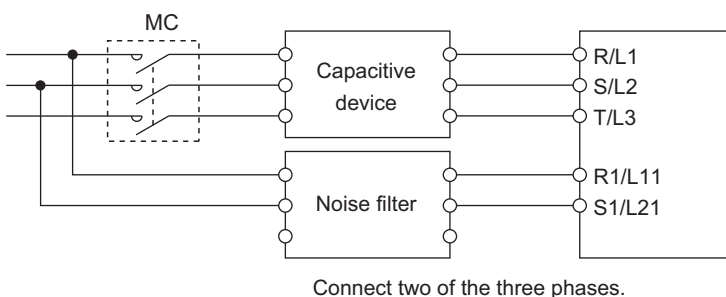 MC
Capacitive
device
R/L1
S/L2
T/L3
Noise filter
R1/L11
S1/L21
Connect two of the three phases.